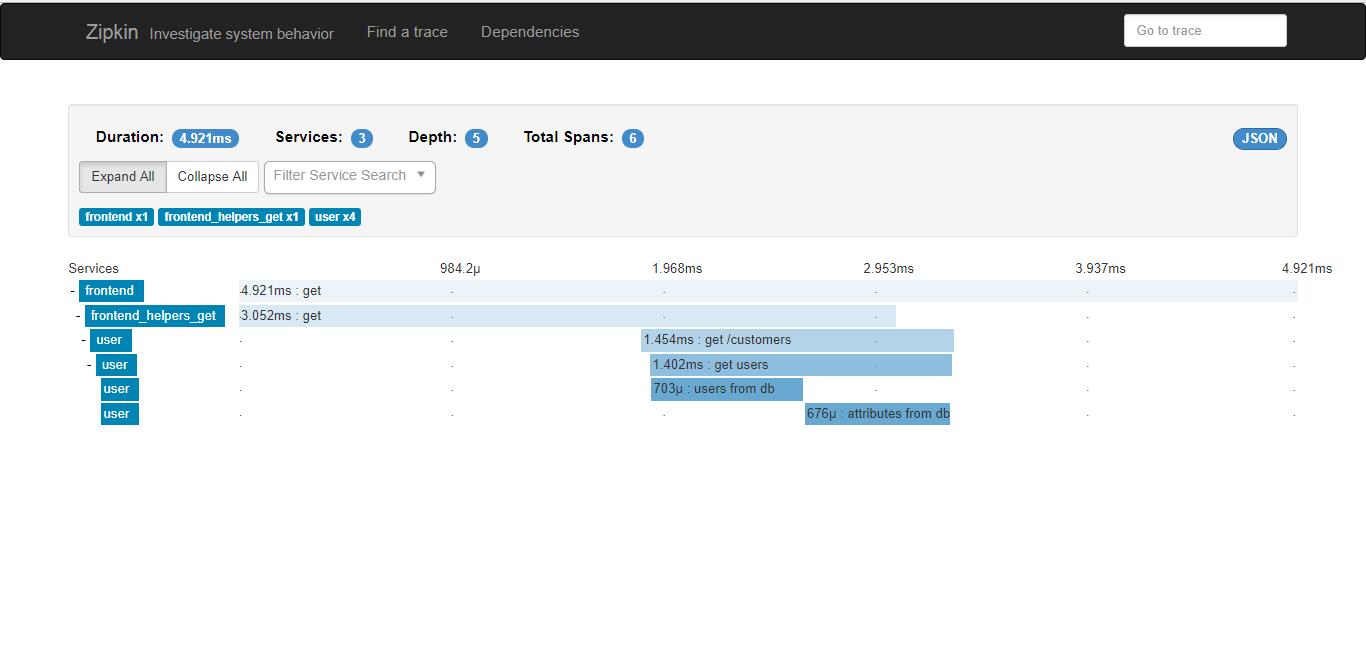 Zipkin Investigate system behavior Find a trace Dependencies Go to trace
Duration: 4.921ms Services: 3 Depth: 5 Total Spans: 6 JSON
Expand All Collapse All Filter Service Search
frontend x1 frontend_helpers_get x1 user x4
Services 984.2μ 1.968ms 2.953ms 3.937ms 4.921ms
- frontend 4.921ms : get
- frontend_helpers_get 3.052ms : get
- user 1.454ms : get /customers
- user 1.402ms : get users
user 703μ : users from db
user 676μ : attributes from db